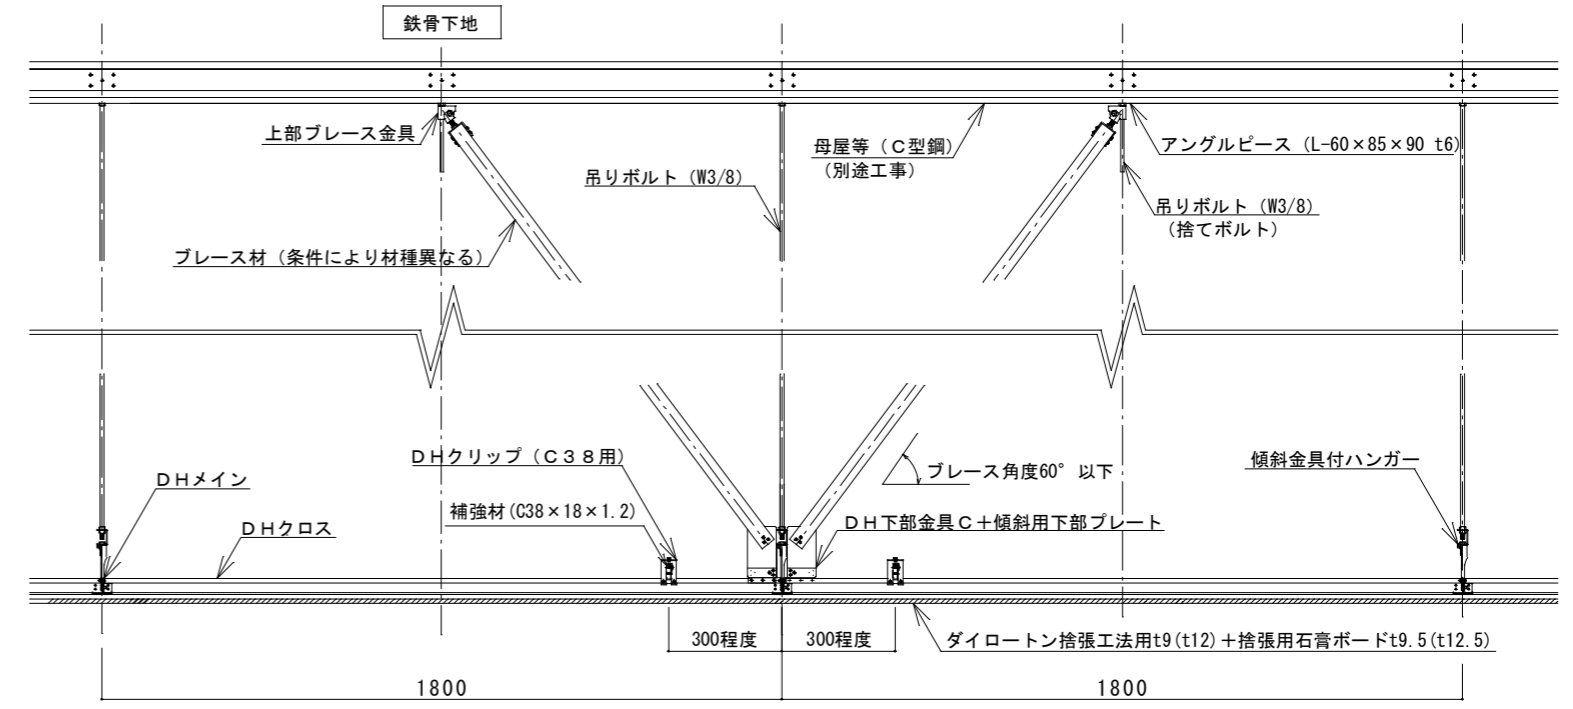 鉄骨下地
上部ブレース金具
母屋等（Ｃ型鋼）
（別途工事）
アングルピース（L-60×85×90 t6）
吊りボルト（W3/8）
吊りボルト（W3/8）
（捨てボルト）
ブレース材（条件により材種異なる）
ＤＨクリップ（Ｃ３８用）
ブレース角度60°以下
傾斜金具付ハンガー
ＤＨメイン
補強材(C38×18×1.2)
ＤＨ下部金具Ｃ＋傾斜用下部プレート
ＤＨクロス
300程度
300程度
ダイロートン捨張工法用t9(t12)＋捨張用石膏ボードt9.5(t12.5)
1800
1800